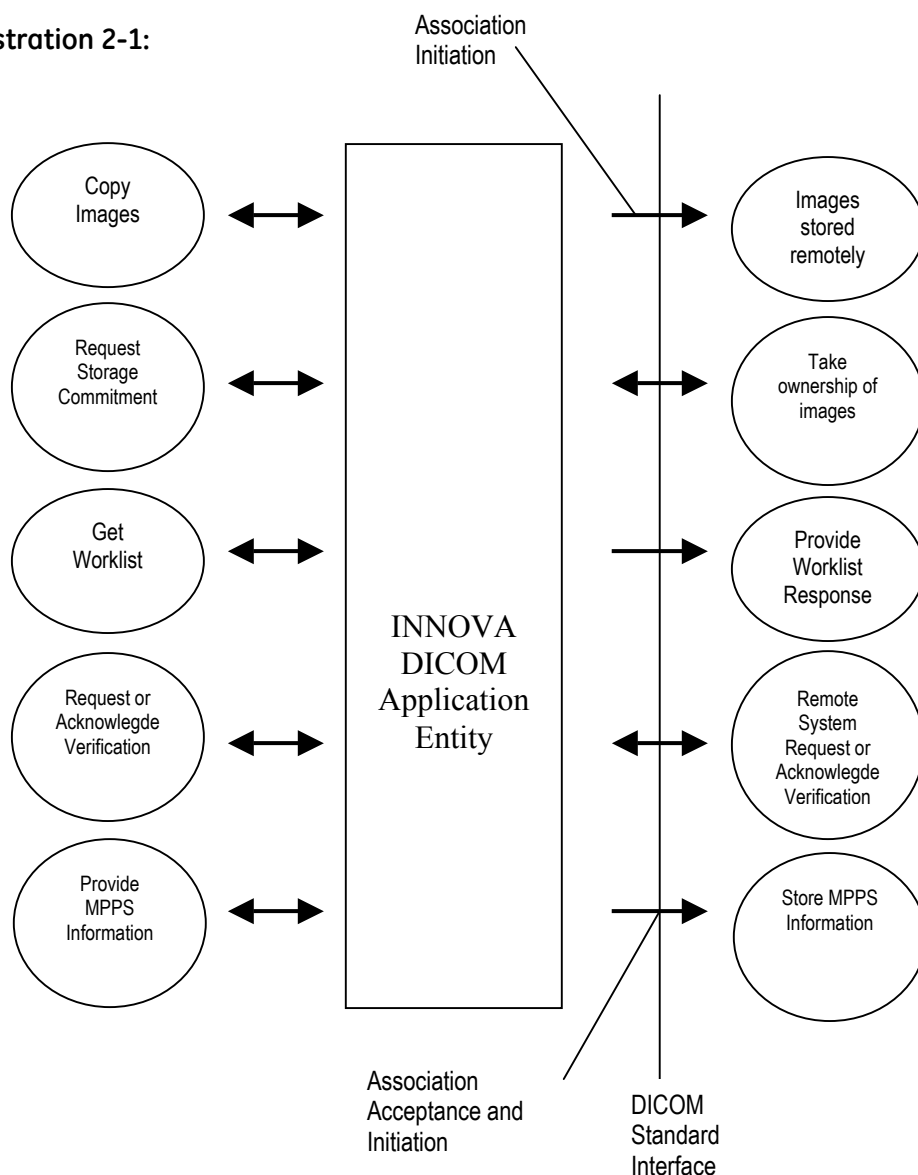 stration 2-1:
Association
Initiation
Copy
Images
Images
stored
remotely
Request
Storage
Commitment
Take
ownership of
images
Get
Worklist
Provide
Worklist
Response
INNOVA
DICOM
Application
Entity
Request or
Acknowlegde
Verification
Remote
System
Request or
Acknowlegde
Verification
Provide
MPPS
Information
Store MPPS
Information
Association
Acceptance and
Initiation
DICOM
Standard
Interface